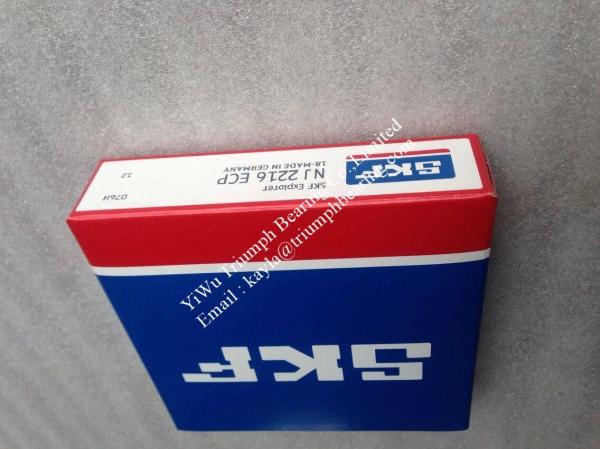 SKF
SKF Explorer
NJ 2216 ECP
18-MADE IN GERMANY
12
076H
SKF
YiWu Triumph Bearing Co.,Limited
Email : kayla@triumphbearing.com